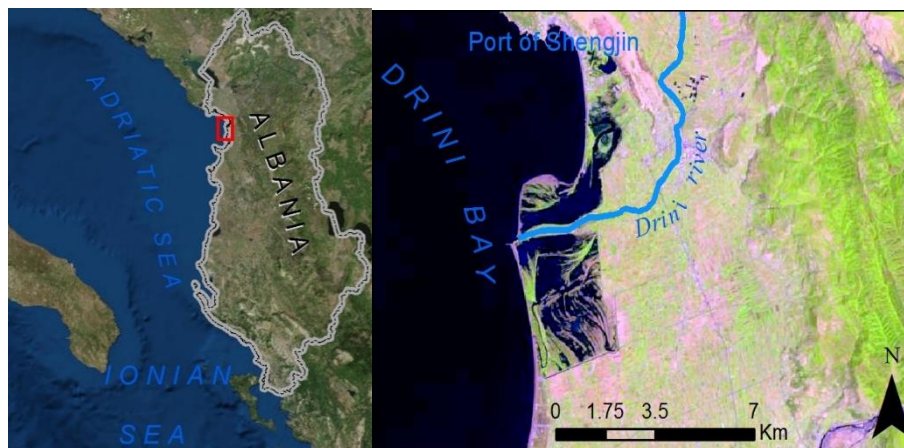 ADRIATIC SEA
ALBANIA
IONIAN
SEA
Port of Shengjin
DRINI BAY
Drini river
N
0 1.75 3.5 7
Km